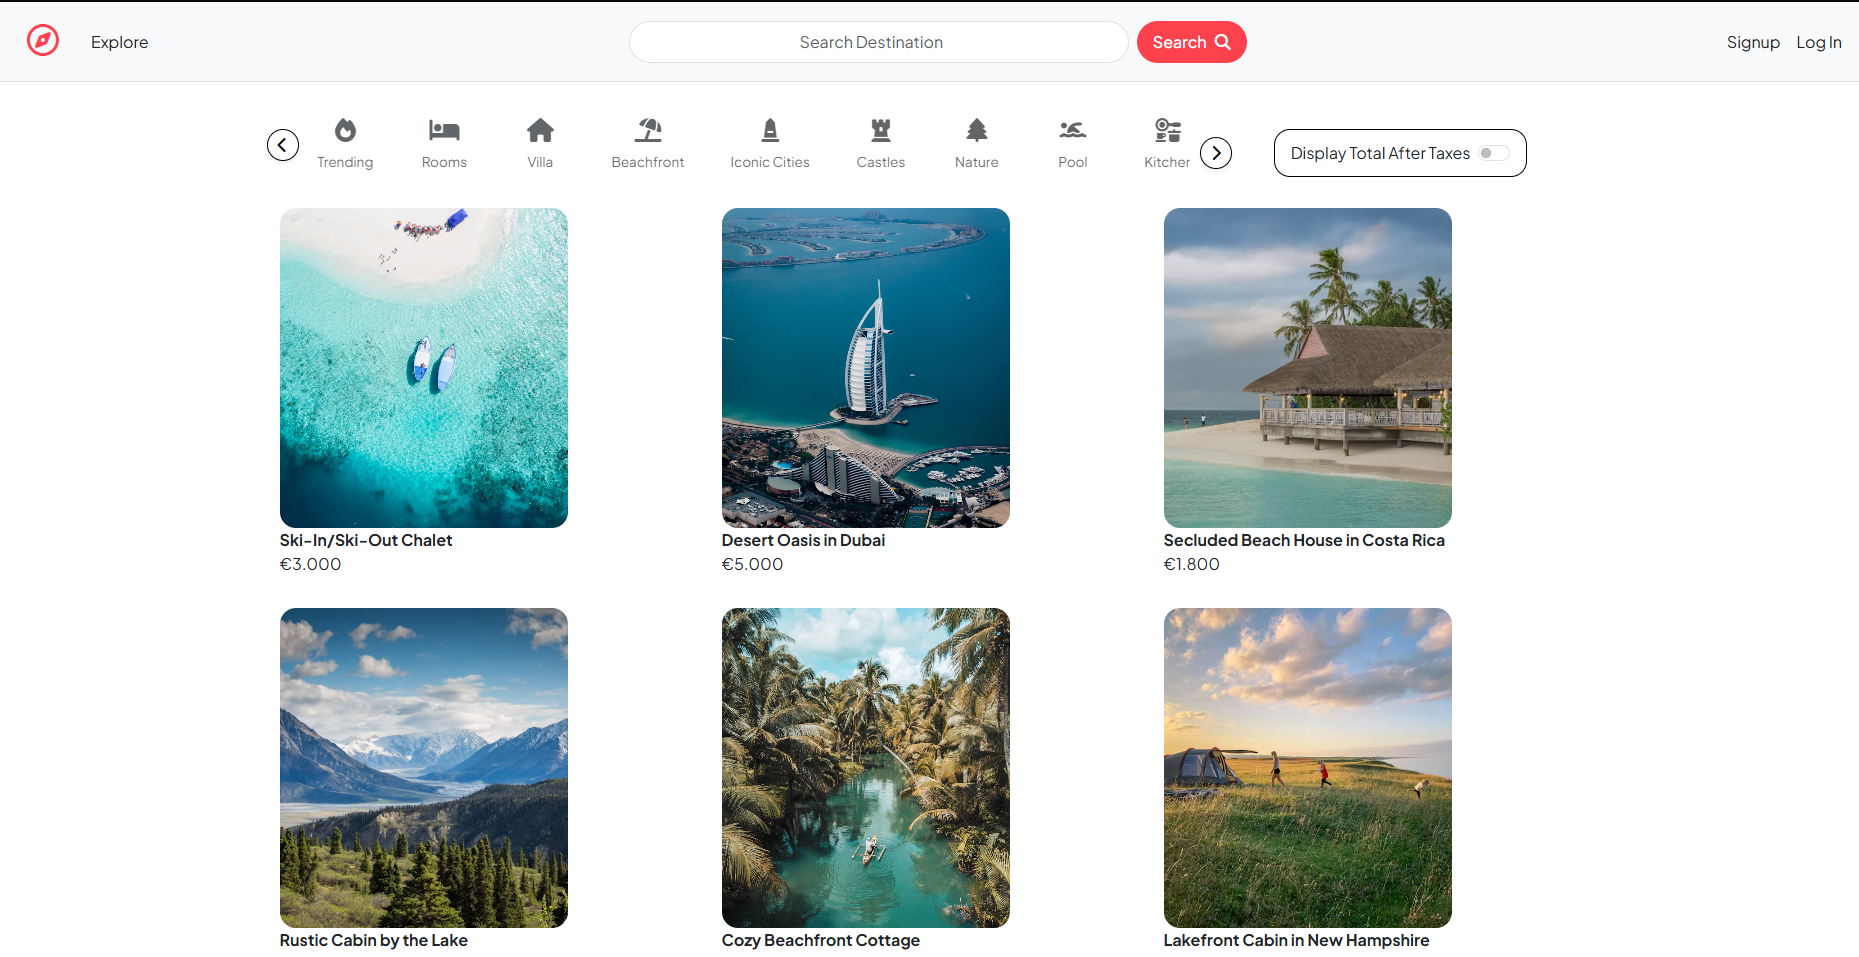 Explore
Search Destination
Search
Signup
Log In
Trending
Rooms
Villa
Beachfront
Iconic Cities
Castles
Nature
Pool
Kitcher
Display Total After Taxes
Ski-In/Ski-Out Chalet
€3.000
Desert Oasis in Dubai
€5.000
Secluded Beach House in Costa Rica
€1.800
Rustic Cabin by the Lake
Cozy Beachfront Cottage
Lakefront Cabin in New Hampshire